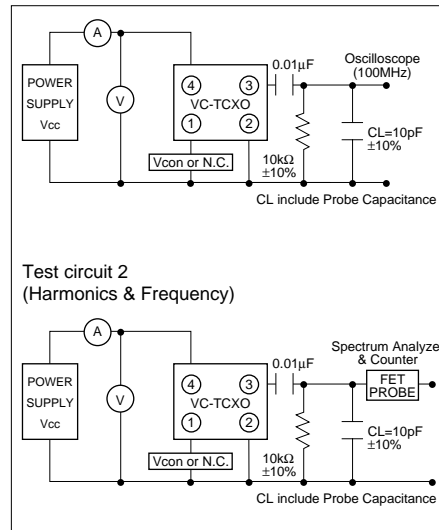 A
0.01μF
Oscilloscope
(100MHz)
POWER
SUPPLY
Vcc
V
4
3
VC-TCXO
1
2
Vcon or N.C.
10kΩ
±10%
CL=10pF
±10%
CL include Probe Capacitance
Test circuit 2
(Harmonics & Frequency)
A
0.01μF
Spectrum Analyze
& Counter
POWER
SUPPLY
Vcc
V
4
3
VC-TCXO
1
2
FET
PROBE
Vcon or N.C.
10kΩ
±10%
CL=10pF
±10%
CL include Probe Capacitance